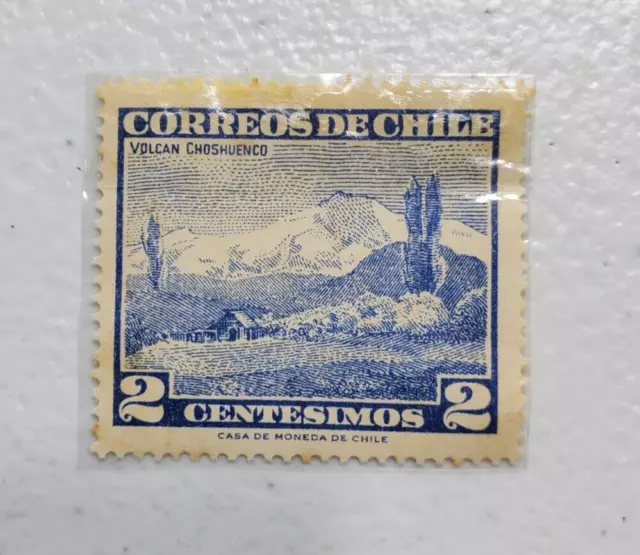 CORREOS DE CHILE
VOLCAN CHOSHUENCO
2 CENTESIMOS 2
CASA DE MONEDA DE CHILE